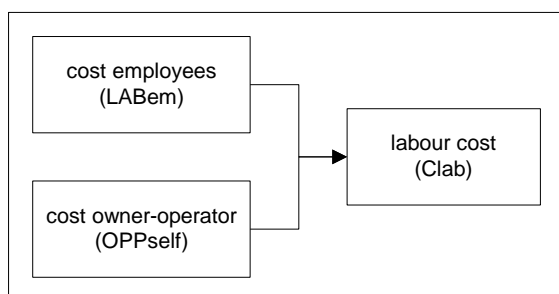 cost employees
(LABem)
labour cost
(Clab)
cost owner-operator
(OPPself)